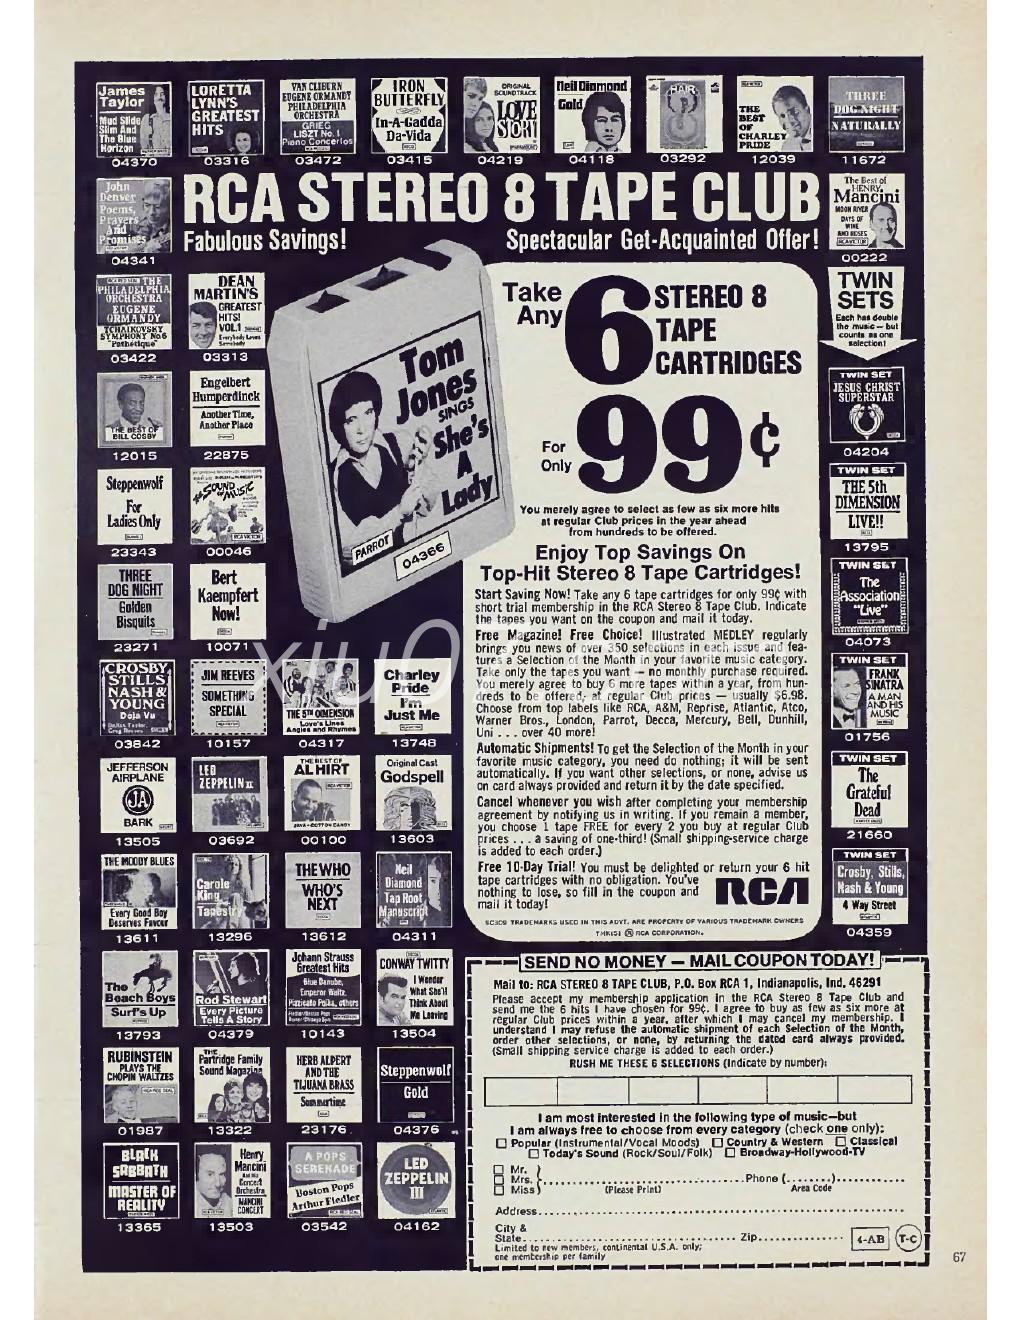 James
Taylor
Mud Slide
Slim And
The Blue
Horizon
04370
LORETTA
LYNN'S
GREATEST
HITS
03316
VAN CLIBURN
EUGENE ORMANDY
PHILADELPHIA
ORCHESTRA
GRIEG
LISZT No. 1
Piano Concertos
03472
IRON
BUTTERFLY
In-A-Gadda
Da-Vida
03415
ORIGINAL
SOUNDTRACK
LOVE
STORY
04219
Neil Diamond
Gold
04118
HAIR
03292
THE
BEST
OF
CHARLEY
PRIDE
12039
THREE
DOG NIGHT
NATURALLY
11672
John
Denver
Poems,
Prayers
And
Promises
04341
RCA STEREO 8 TAPE CLUB
Fabulous Savings!
Spectacular Get-Acquainted Offer!
The Best of
HENRY
Mancini
MOON RIVER
DAYS OF
WINE
AND ROSES
RCA VICTOR
00222
THE
PHILADELPHIA
ORCHESTRA
EUGENE
ORMANDY
TCHAIKOVSKY
SYMPHONY No. 6
"Pathetique"
03422
DEAN
MARTIN'S
GREATEST
HITS!
VOL.1
Everybody Loves
Somebody
03313
THE BEST OF
BILL COSBY
12015
Engelbert
Humperdinck
Another Time,
Another Place
22875
Steppenwolf
For
Ladies Only
23343
THE SOUND OF MUSIC
RCA VICTOR
00046
THREE
DOG NIGHT
Golden
Bisquits
23271
Bert
Kaempfert
Now!
10071
Tom
Jones
SINGS
She's
A
Lady
PARROT
04366
Take
Any
6
STEREO 8
TAPE
CARTRIDGES
For
Only
99¢
You merely agree to select as few as six more hits
at regular Club prices in the year ahead
from hundreds to be offered.
Enjoy Top Savings On
Top-Hit Stereo 8 Tape Cartridges!
Start Saving Now! Take any 6 tape cartridges for only 99¢ with
short trial membership in the RCA Stereo 8 Tape Club. Indicate
the tapes you want on the coupon and mail it today.
Free Magazine! Free Choice! Illustrated MEDLEY regularly
brings you news of over 350 selections in each issue and fea-
tures a Selection of the Month in your favorite music category.
Take only the tapes you want — no monthly purchase required.
You merely agree to buy 6 more tapes within a year, from hun-
dreds to be offered, at regular Club prices — usually $6.98.
Choose from top labels like RCA, A&M, Reprise, Atlantic, Atco,
Warner Bros., London, Parrot, Decca, Mercury, Bell, Dunhill,
Uni . . . over 40 more!
Automatic Shipments! To get the Selection of the Month in your
favorite music category, you need do nothing; it will be sent
automatically. If you want other selections, or none, advise us
on card always provided and return it by the date specified.
Cancel whenever you wish after completing your membership
agreement by notifying us in writing. If you remain a member,
you choose 1 tape FREE for every 2 you buy at regular Club
prices . . . a saving of one-third! (Small shipping-service charge
is added to each order.)
Free 10-Day Trial! You must be delighted or return your 6 hit
tape cartridges with no obligation. You've
nothing to lose, so fill in the coupon and
mail it today!
RCA
TRADEMARKS USED IN THIS ADVT. ARE PROPERTY OF VARIOUS TRADEMARK OWNERS
TMK(S) ® RCA CORPORATION.
TWIN
SETS
Each has double
the music — but
counts as one
selection!
TWIN SET
JESUS CHRIST
SUPERSTAR
04204
TWIN SET
THE 5th
DIMENSION
LIVE!!
13795
TWIN SET
The
Association
"Live"
04073
TWIN SET
FRANK
SINATRA
A MAN
AND HIS
MUSIC
01756
TWIN SET
The
Grateful
Dead
21660
TWIN SET
Crosby, Stills,
Nash & Young
4 Way Street
04359
CROSBY,
STILLS,
NASH &
YOUNG
Deja Vu
03842
JIM REEVES
SOMETHING
SPECIAL
10157
THE 5TH DIMENSION
Love's Lines
Angles and Rhymes
04317
Charley
Pride
I'm
Just Me
13748
JEFFERSON
AIRPLANE
JA
BARK
13505
LED
ZEPPELIN II
03692
THE BEST OF
AL HIRT
JAVA • COTTON CANDY
00100
Original Cast
Godspell
13603
THE MOODY BLUES
Every Good Boy
Deserves Favour
13611
Carole
King
Tapestry
13296
THE WHO
WHO'S
NEXT
13612
Neil
Diamond
Tap Root
Manuscript
04311
The
Beach Boys
Surf's Up
13793
Rod Stewart
Every Picture
Tells A Story
04379
Johann Strauss
Greatest Hits
Blue Danube,
Emperor Waltz,
Pizzicato Polka, others
10143
CONWAY TWITTY
I Wonder
What She'll
Think About
Me Leaving
13504
RUBINSTEIN
PLAYS THE
CHOPIN WALTZES
01987
THE
Partridge Family
Sound Magazine
13322
HERB ALPERT
AND THE
TIJUANA BRASS
Summertime
23176
Steppenwolf
Gold
04376
BLACK
SABBATH
MASTER OF
REALITY
13365
Henry
Mancini
And His
Concert
Orchestra
MANCINI
CONCERT
13503
A POPS
SERENADE
Boston Pops
Arthur Fiedler
03542
LED
ZEPPELIN
III
04162
SEND NO MONEY — MAIL COUPON TODAY!
Mail to: RCA STEREO 8 TAPE CLUB, P.O. Box RCA 1, Indianapolis, Ind. 46291
Please accept my membership application in the RCA Stereo 8 Tape Club and
send me the 6 hits I have chosen for 99¢. I agree to buy as few as six more at
regular Club prices within a year, after which I may cancel my membership. I
understand I may refuse the automatic shipment of each Selection of the Month,
order other selections, or none, by returning the dated card always provided.
(Small shipping service charge is added to each order.)
RUSH ME THESE 6 SELECTIONS (Indicate by number):
I am most interested in the following type of music—but
I am always free to choose from every category (check one only):
Popular (Instrumental/Vocal Moods) Country & Western Classical
Today's Sound (Rock/Soul/Folk) Broadway-Hollywood-TV
Mr.
Mrs.
Miss
(Please Print)
Phone (........)
Area Code
Address
City &
State
Zip
Limited to new members, continental U.S.A. only;
one membership per family
4-AB
T-C
67